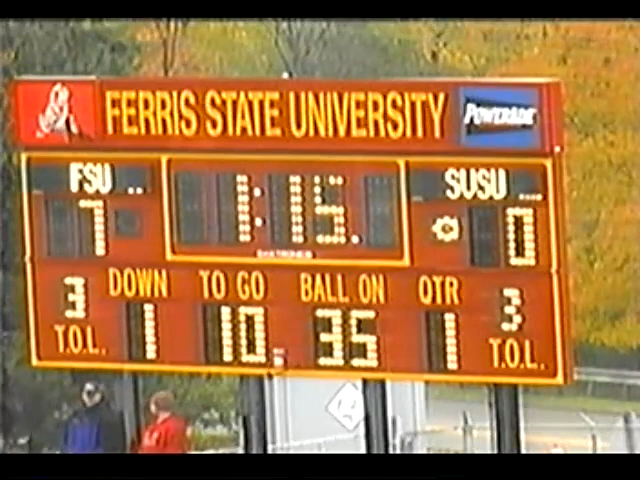 FERRIS STATE UNIVERSITY POWERADE
FSU 1:15 SVSU
7 0
DOWN TO GO BALL ON QTR
3 1 10 35 1 3
T.O.L. T.O.L.